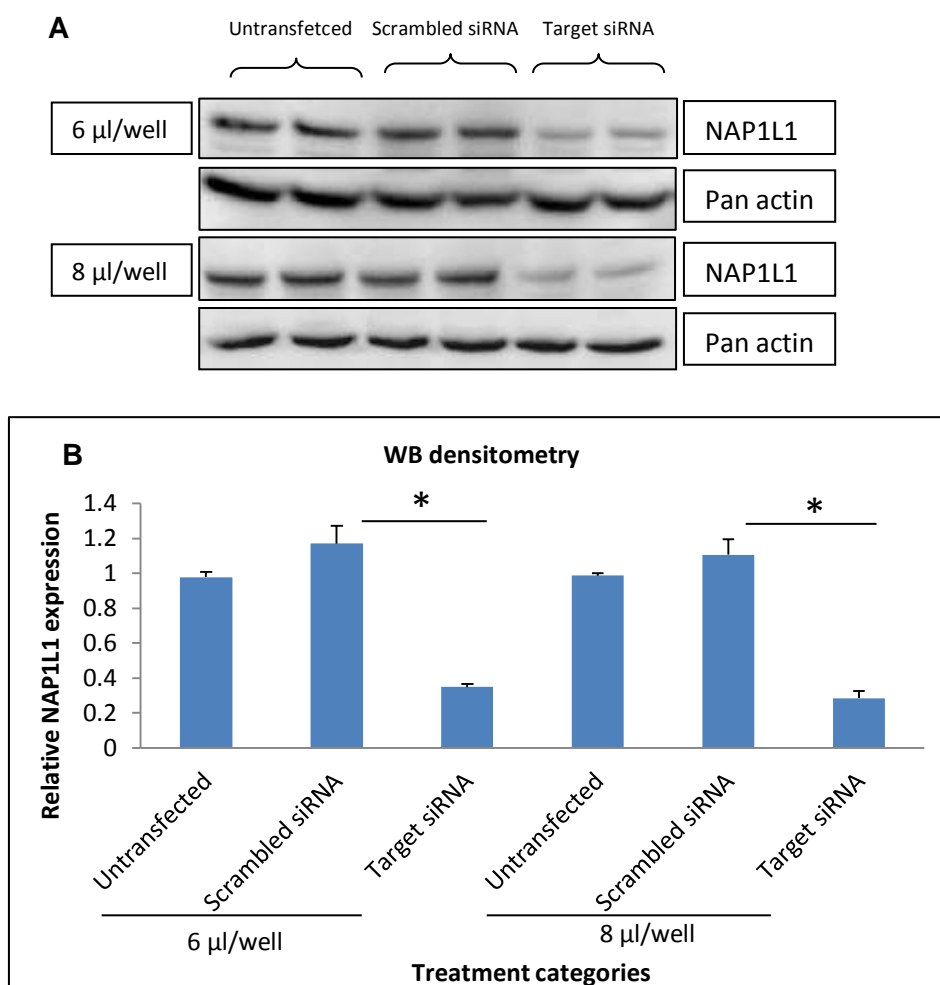 A
Untransfetced Scrambled siRNA Target siRNA
6 µl/well NAP1L1
Pan actin
8 µl/well NAP1L1
Pan actin
B
WB densitometry
Relative NAP1L1 expression
1.4
1.2
1
0.8
0.6
0.4
0.2
0
*
*
Untransfected
Scrambled siRNA
Target siRNA
Untransfected
Scrambled siRNA
Target siRNA
6 µl/well
8 µl/well
Treatment categories